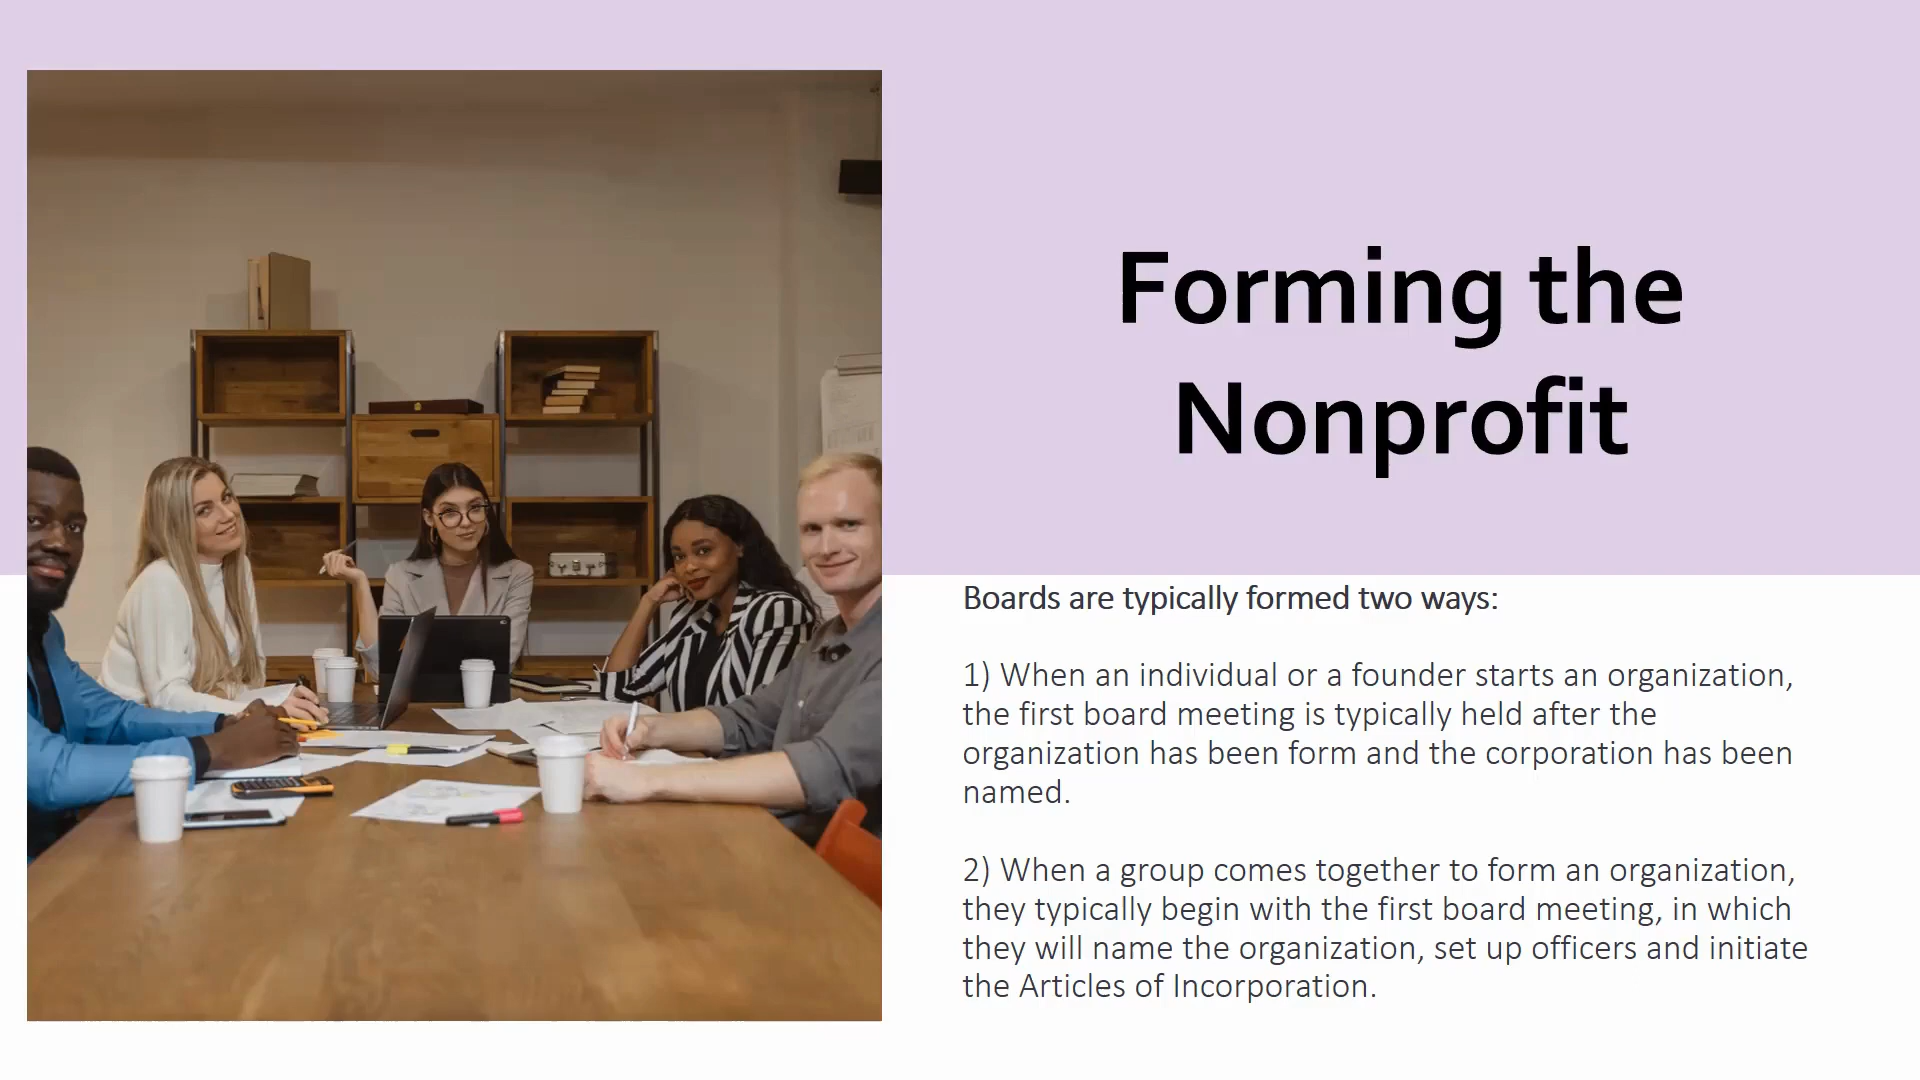 Forming the
Nonprofit
Boards are typically formed two ways:
1) When an individual or a founder starts an organization,
the first board meeting is typically held after the
organization has been form and the corporation has been
named.
2) When a group comes together to form an organization,
they typically begin with the first board meeting, in which
they will name the organization, set up officers and initiate
the Articles of Incorporation.